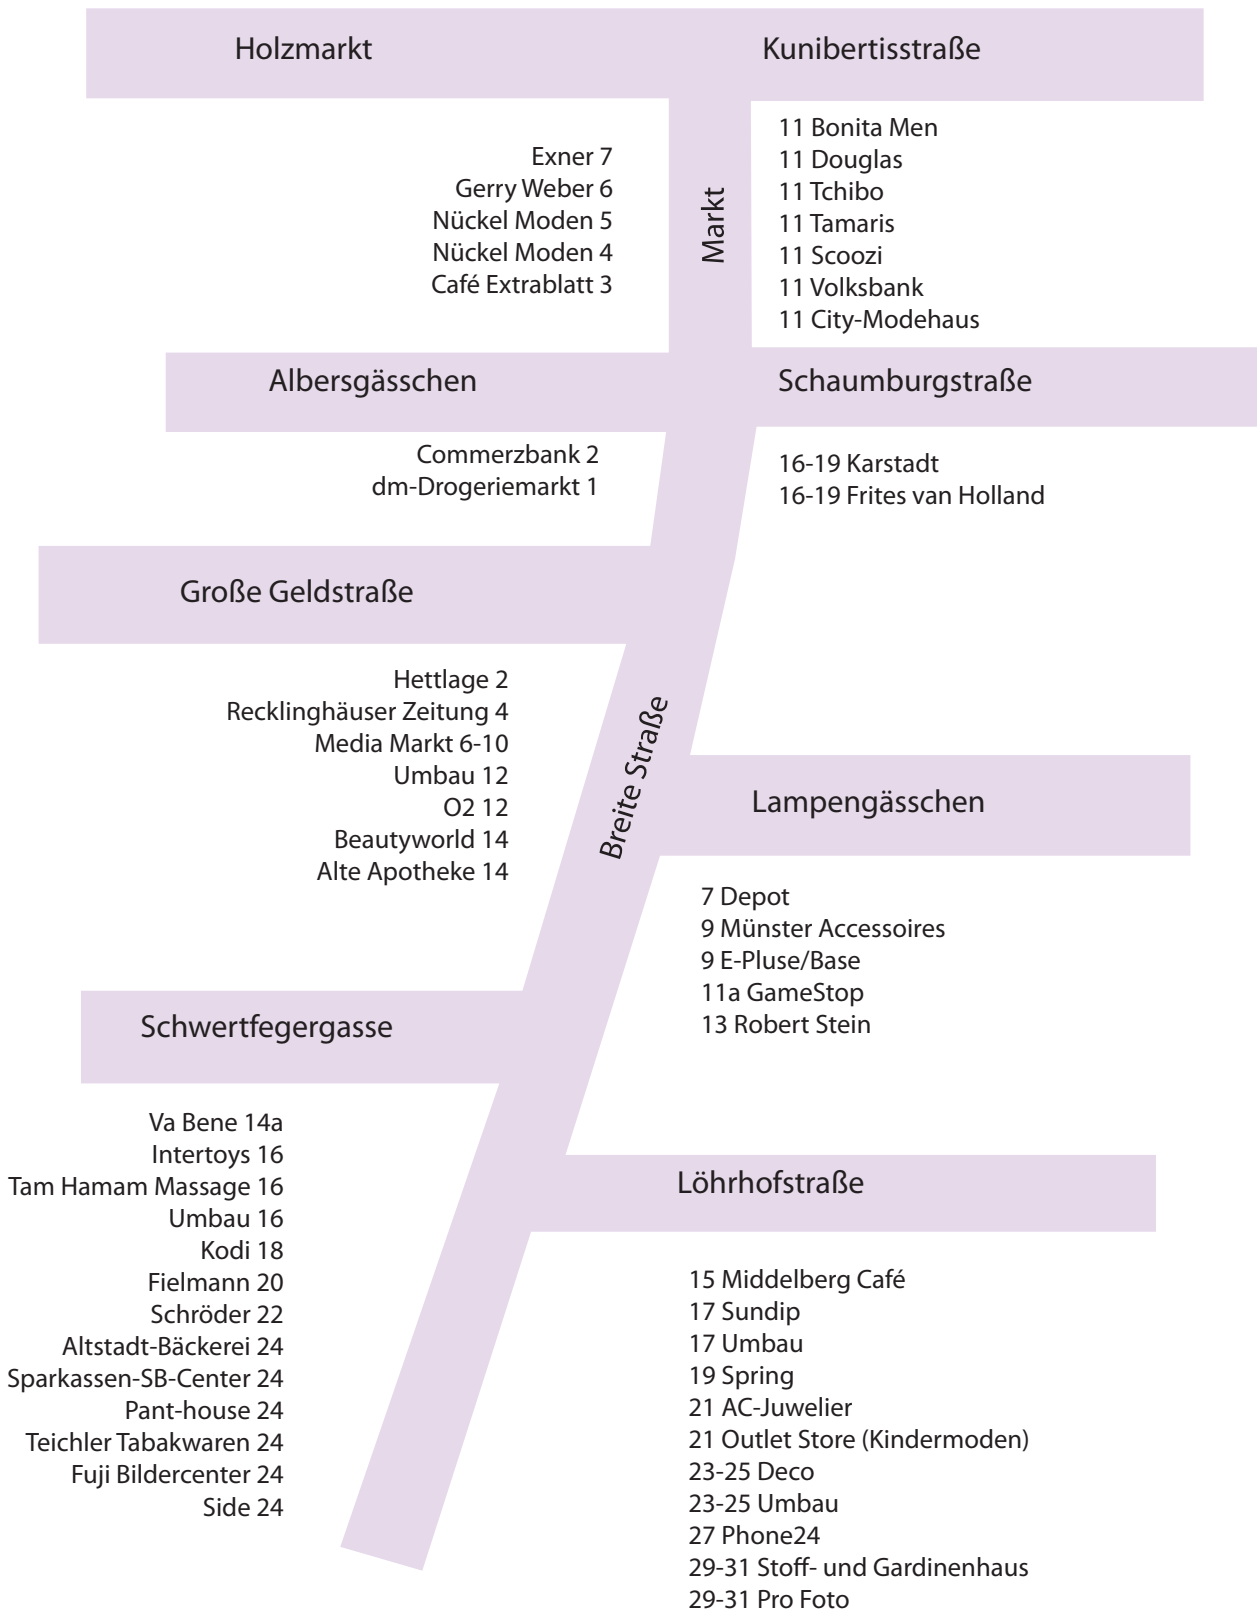 Holzmarkt
Kunibertisstraße
Exner 7
Gerry Weber 6
Nückel Moden 5
Nückel Moden 4
Café Extrablatt 3
Markt
11 Bonita Men
11 Douglas
11 Tchibo
11 Tamaris
11 Scoozi
11 Volksbank
11 City-Modehaus
Albersgässchen
Schaumburgstraße
Commerzbank 2
dm-Drogeriemarkt 1
16-19 Karstadt
16-19 Frites van Holland
Große Geldstraße
Hettlage 2
Recklinghäuser Zeitung 4
Media Markt 6-10
Umbau 12
O2 12
Beautyworld 14
Alte Apotheke 14
Breite Straße
Lampengässchen
7 Depot
9 Münster Accessoires
9 E-Pluse/Base
11a GameStop
13 Robert Stein
Schwertfegergasse
Va Bene 14a
Intertoys 16
Tam Hamam Massage 16
Umbau 16
Kodi 18
Fielmann 20
Schröder 22
Altstadt-Bäckerei 24
Sparkassen-SB-Center 24
Pant-house 24
Teichler Tabakwaren 24
Fuji Bildercenter 24
Side 24
Löhrhofstraße
15 Middelberg Café
17 Sundip
17 Umbau
19 Spring
21 AC-Juwelier
21 Outlet Store (Kindermoden)
23-25 Deco
23-25 Umbau
27 Phone24
29-31 Stoff- und Gardinenhaus
29-31 Pro Foto